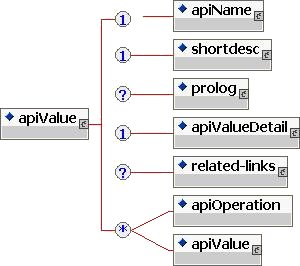 1 apiName
1 shortdesc
? prolog
apiValue
1 apiValueDetail
? related-links
apiOperation
*
apiValue